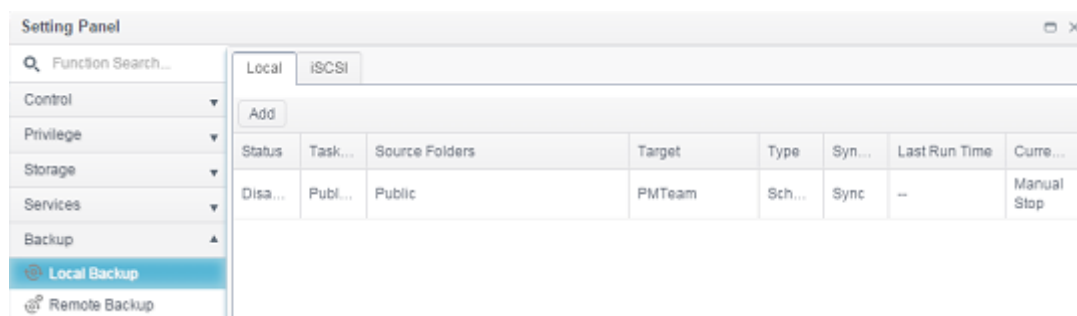 Setting Panel
Function Search...
Local iSCSI
Control
Add
Privilege
Status Task... Source Folders Target Type Syn... Last Run Time Curre...
Storage
Disa... Publ... Public PMTeam Sch... Sync -- Manual Stop
Services
Backup
Local Backup
Remote Backup